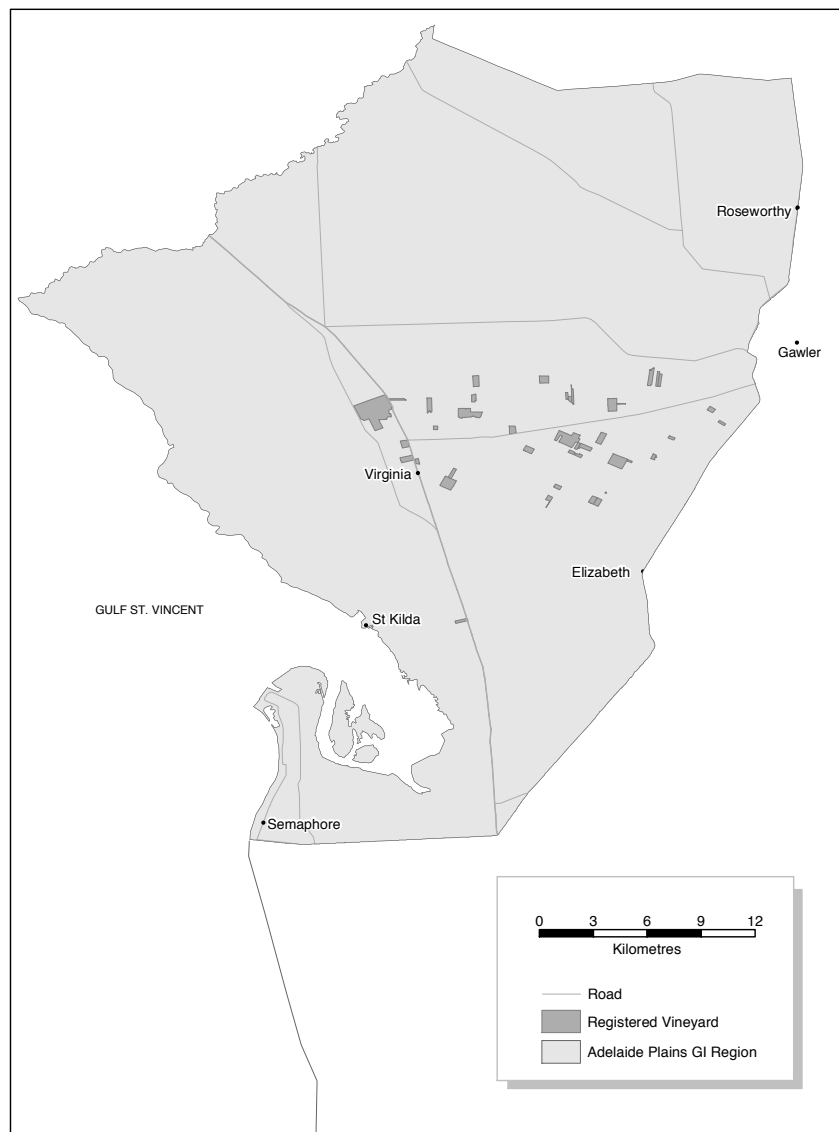 Roseworthy
Gawler
Virginia
Elizabeth
GULF ST. VINCENT
St Kilda
Semaphore
0 3 6 9 12
Kilometres
Road
Registered Vineyard
Adelaide Plains GI Region